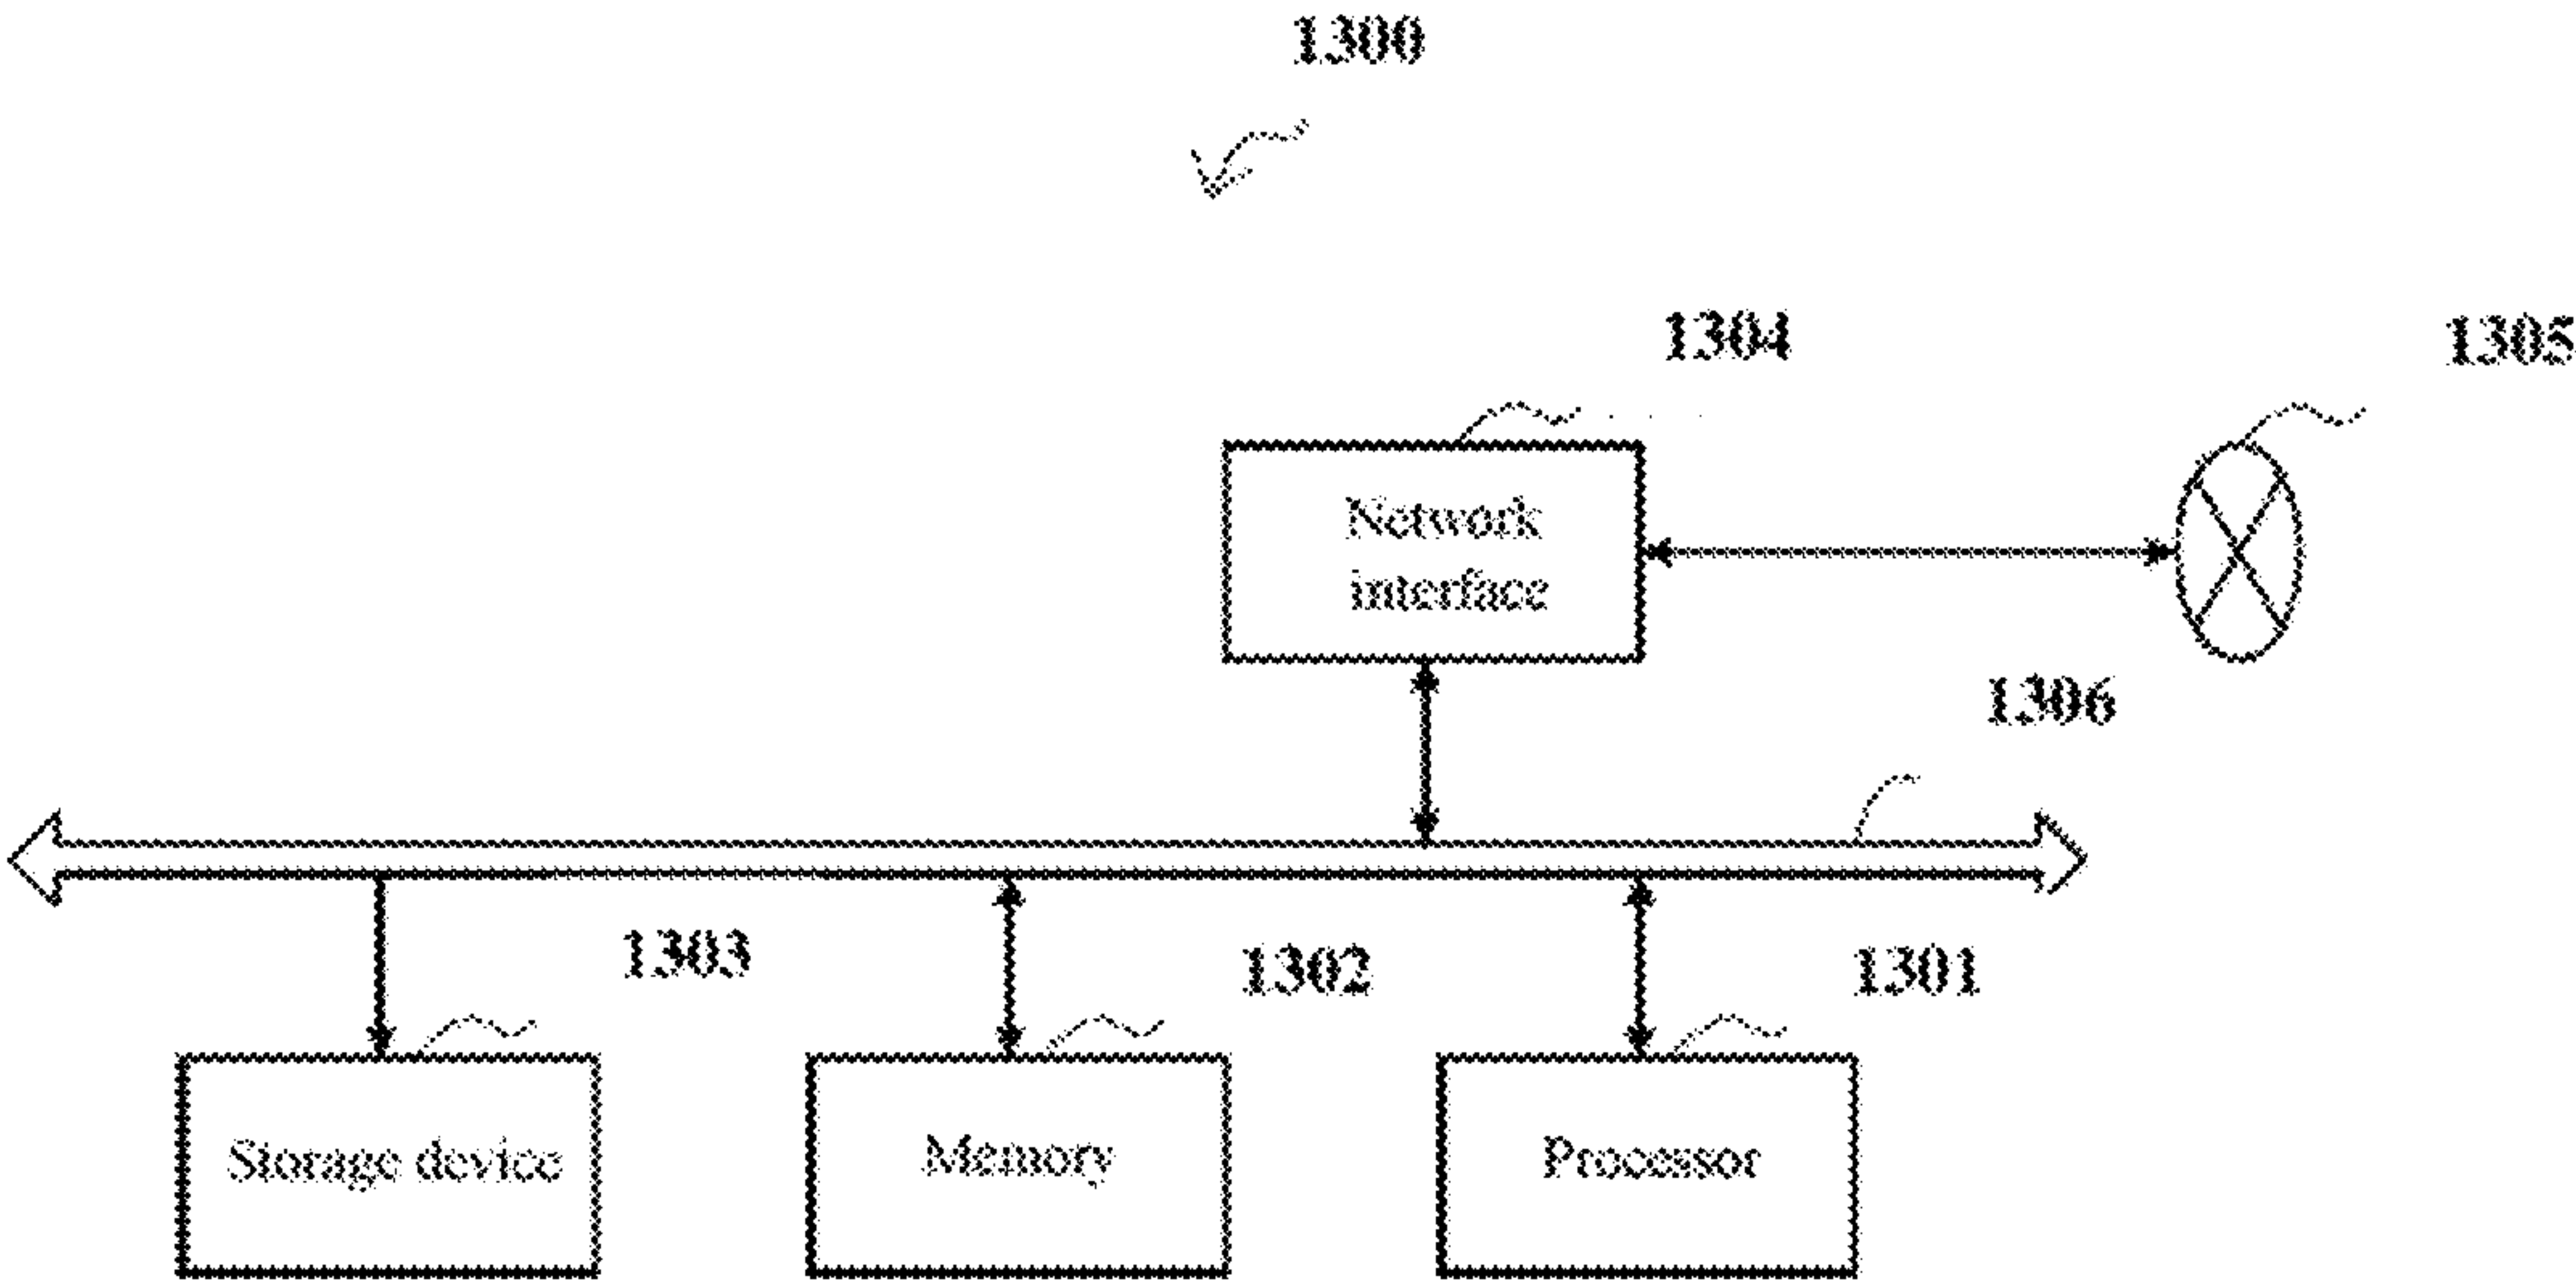 1300
1304
1305
Network
interface
1306
1303
1302
1301
Storage device
Memory
Processor